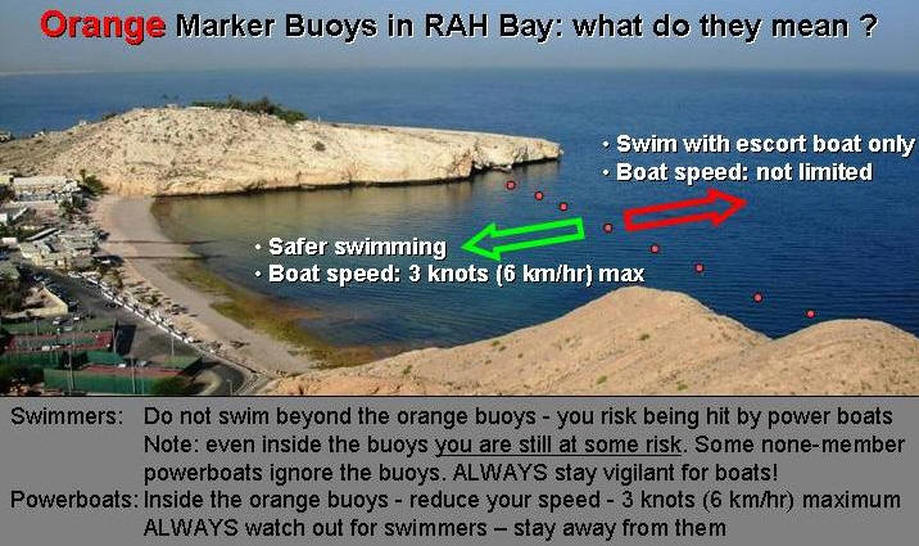 Orange Marker Buoys in RAH Bay: what do they mean ?
• Swim with escort boat only
• Boat speed: not limited
• Safer swimming
• Boat speed: 3 knots (6 km/hr) max
Swimmers: Do not swim beyond the orange buoys - you risk being hit by power boats
Note: even inside the buoys you are still at some risk. Some none-member
powerboats ignore the buoys. ALWAYS stay vigilant for boats!
Powerboats: Inside the orange buoys - reduce your speed - 3 knots (6 km/hr) maximum
ALWAYS watch out for swimmers – stay away from them